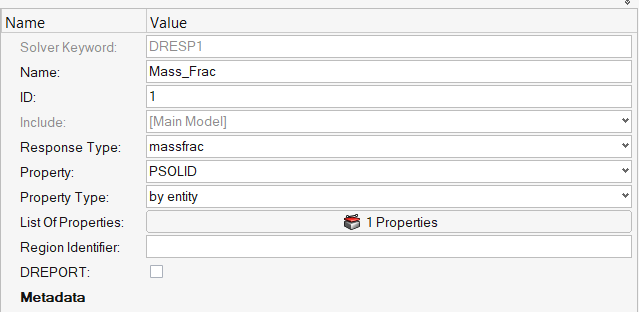 Name Value
Solver Keyword: DRESP1
Name: Mass_Frac
ID: 1
Include: [Main Model]
Response Type: massfrac
Property: PSOLID
Property Type: by entity
List Of Properties: 1 Properties
Region Identifier:
DREPORT:
Metadata